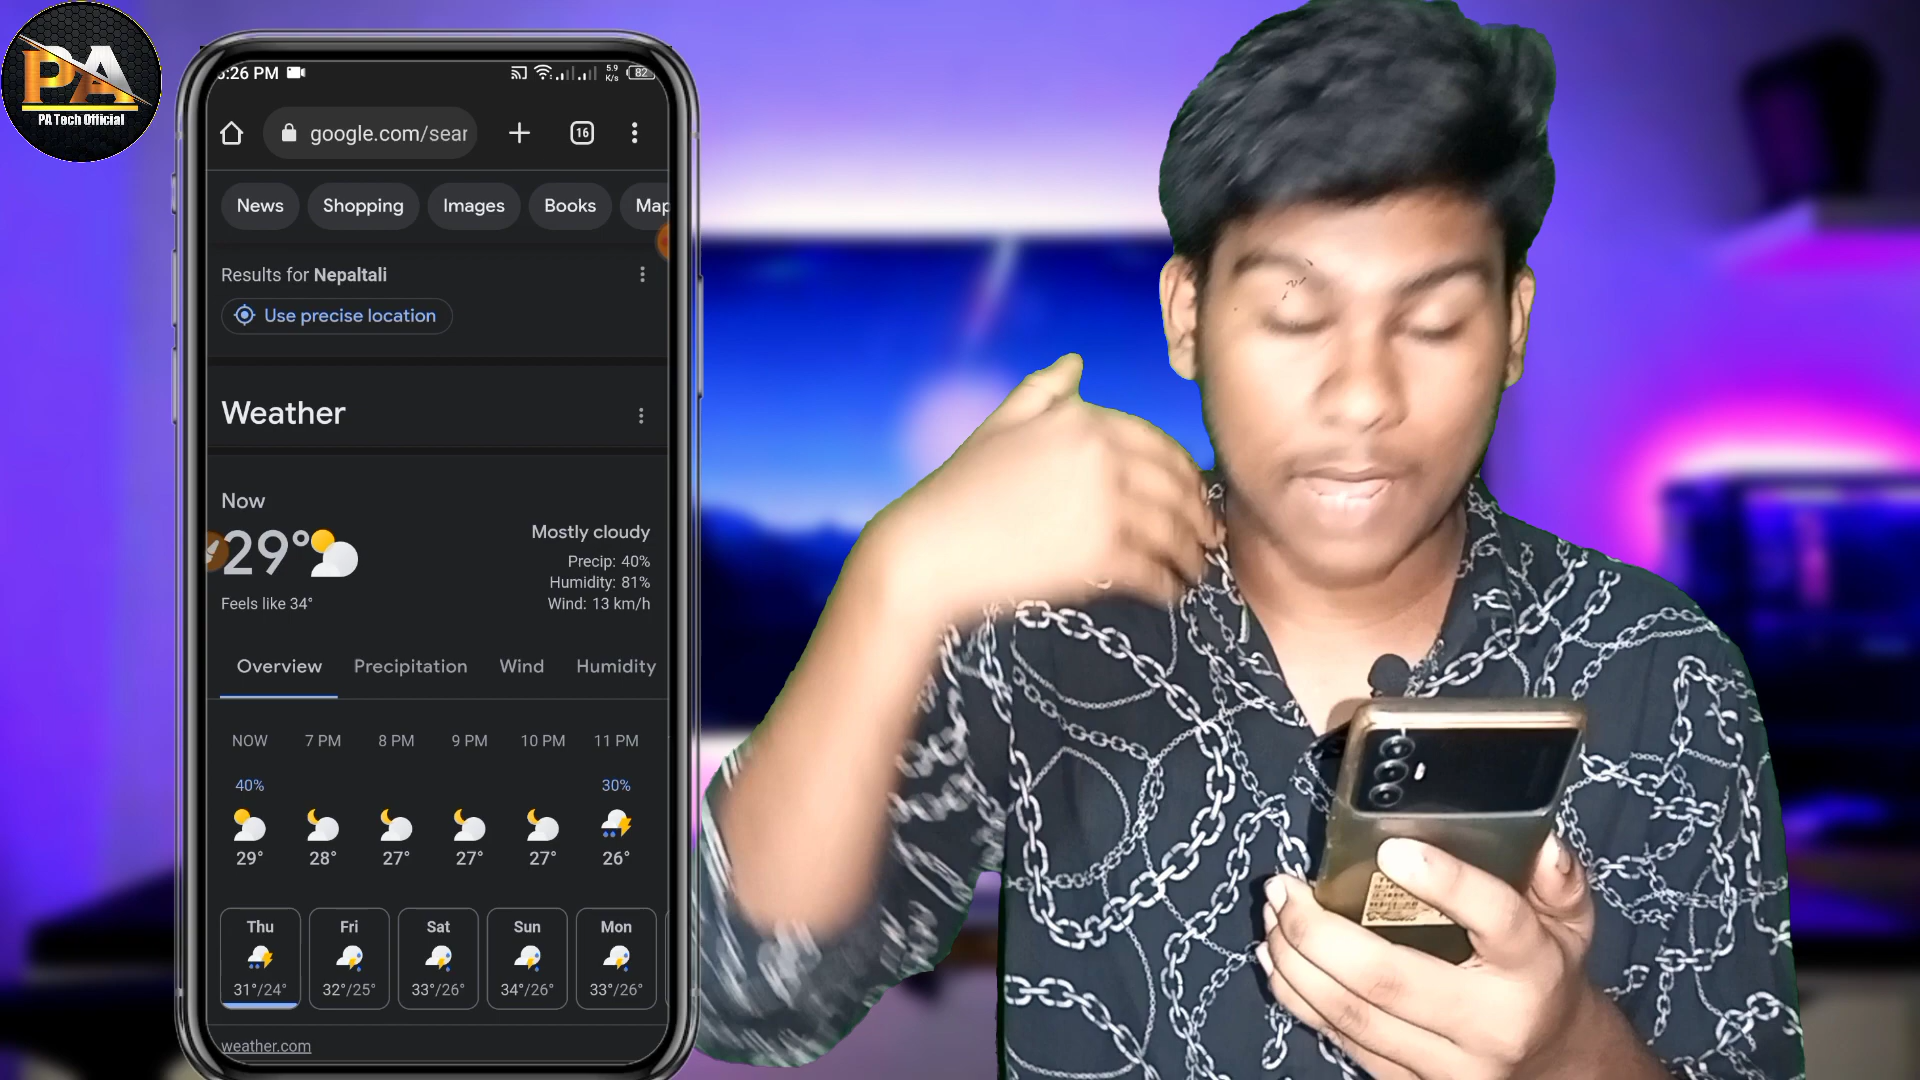 PA
PA Tech Official
:26 PM
5.9
K/s
82
google.com/sear
16
News
Shopping
Images
Books
Map
Results for Nepaltali
Use precise location
Weather
Now
29°
Feels like 34°
Mostly cloudy
Precip: 40%
Humidity: 81%
Wind: 13 km/h
Overview
Precipitation
Wind
Humidity
NOW 7 PM 8 PM 9 PM 10 PM 11 PM
40% 30%
29° 28° 27° 27° 27° 26°
Thu Fri Sat Sun Mon
31°/24° 32°/25° 33°/26° 34°/26° 33°/26°
weather.com